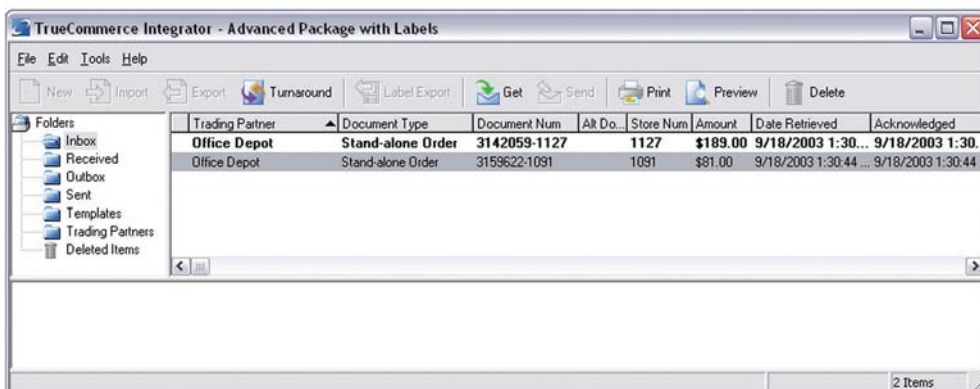 TrueCommerce Integrator - Advanced Package with Labels
File Edit Tools Help
New Import Export Turnaround Label Export Get Send Print Preview Delete
Folders
Inbox
Received
Outbox
Sent
Templates
Trading Partners
Deleted Items
Trading Partner Document Type Document Num Alt Do... Store Num Amount Date Retrieved Acknowledged
Office Depot Stand-alone Order 3142059-1127 1127 $189.00 9/18/2003 1:30... 9/18/2003 1:30.
Office Depot Stand-alone Order 3159622-1091 1091 $81.00 9/18/2003 1:30:44 ... 9/18/2003 1:30:44
2 Items